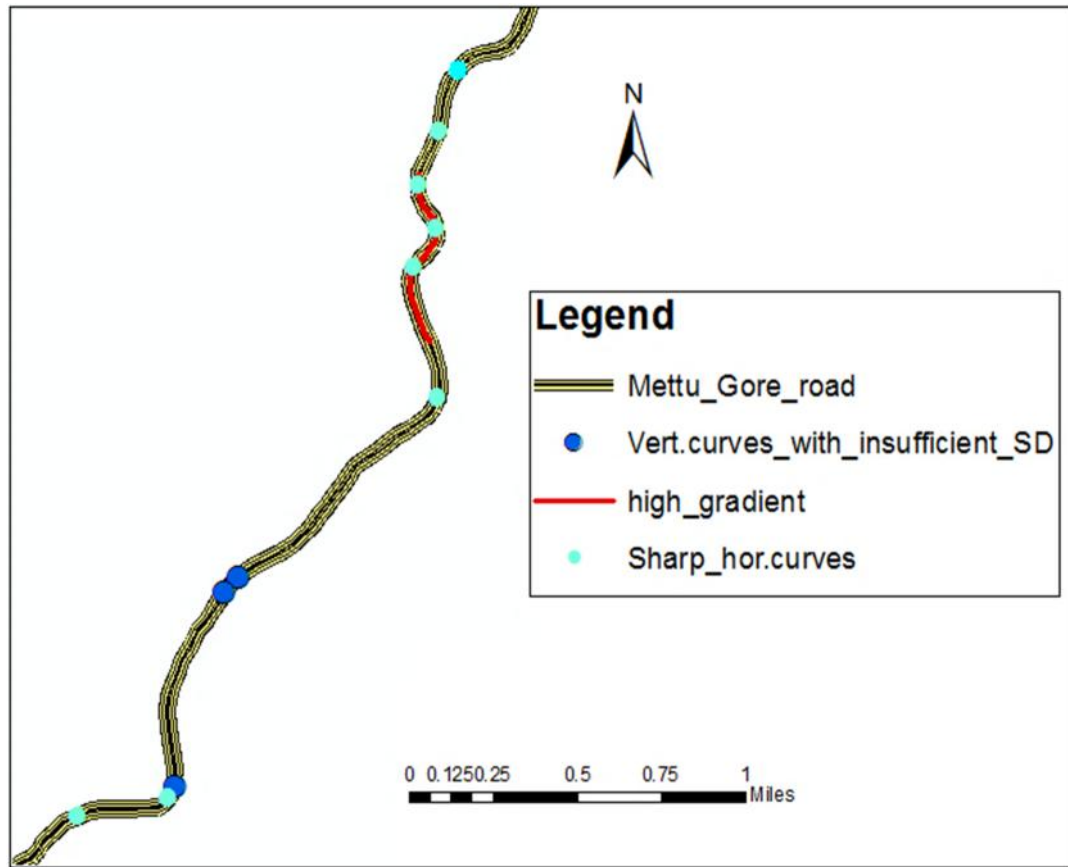 N
Legend
Mettu_Gore_road
Vert.curves_with_insufficient_SD
high_gradient
Sharp_hor.curves
0 0.1250.25 0.5 0.75 1
Miles